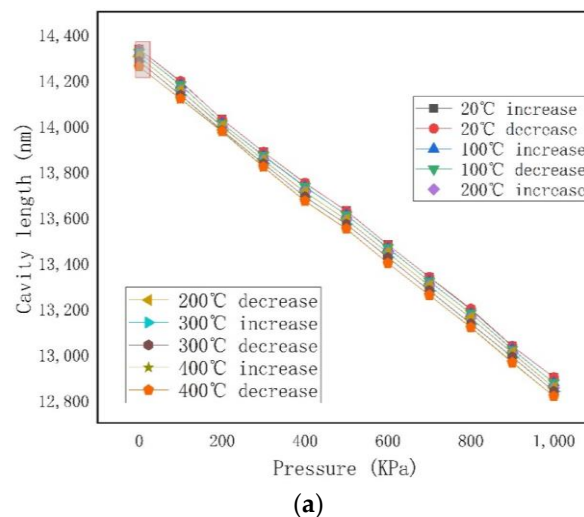 14,400
14,200
14,000
13,800
13,600
13,400
13,200
13,000
12,800
Cavity length (nm)
20℃ increase
20℃ decrease
100℃ increase
100℃ decrease
200℃ increase
200℃ decrease
300℃ increase
300℃ decrease
400℃ increase
400℃ decrease
0 200 400 600 800 1,000
Pressure (KPa)
(a)